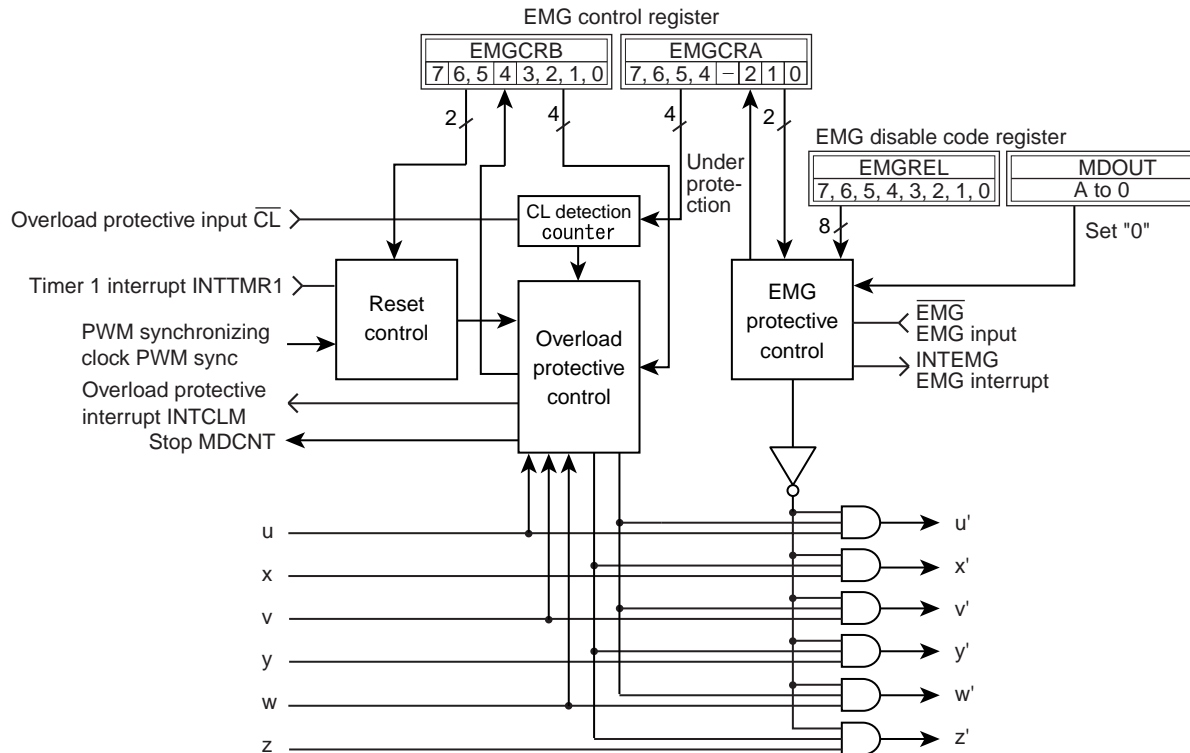 EMG control register
EMGCRB
7 6, 5 4 3, 2, 1, 0
EMGCRA
7, 6, 5, 4 – 2 1 0
2
4
4
2
Under
prote-
ction
EMG disable code register
EMGREL
7, 6, 5, 4, 3, 2, 1, 0
MDOUT
A to 0
8
Set "0"
Overload protective input C̅L̅
CL detection
counter
Timer 1 interrupt INTTMR1
Reset
control
PWM synchronizing
clock PWM sync
Overload
protective
control
EMG
protective
control
E̅M̅G̅
EMG input
INTEMG
EMG interrupt
Overload protective
interrupt INTCLM
Stop MDCNT
u
u'
x
x'
v
v'
y
y'
w
w'
z
z'